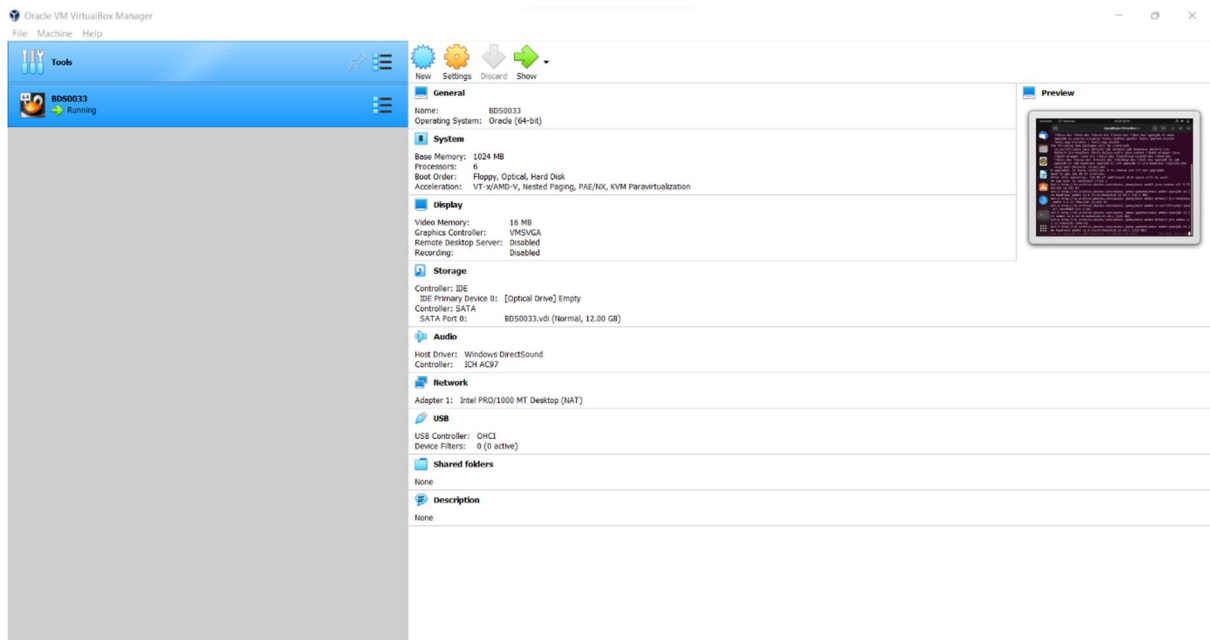 Oracle VM VirtualBox Manager
File Machine Help
Tools
64
BDS0033
Running
New Settings Discard Show
General
Name: BDS0033
Operating System: Oracle (64-bit)
System
Base Memory: 1024 MB
Processors: 6
Boot Order: Floppy, Optical, Hard Disk
Acceleration: VT-x/AMD-V, Nested Paging, PAE/NX, KVM Paravirtualization
Display
Video Memory: 16 MB
Graphics Controller: VMSVGA
Remote Desktop Server: Disabled
Recording: Disabled
Storage
Controller: IDE
IDE Primary Device 0: [Optical Drive] Empty
Controller: SATA
SATA Port 0: BDS0033.vdi (Normal, 12.00 GB)
Audio
Host Driver: Windows DirectSound
Controller: ICH AC97
Network
Adapter 1: Intel PRO/1000 MT Desktop (NAT)
USB
USB Controller: OHCI
Device Filters: 0 (0 active)
Shared folders
None
Description
None
Preview